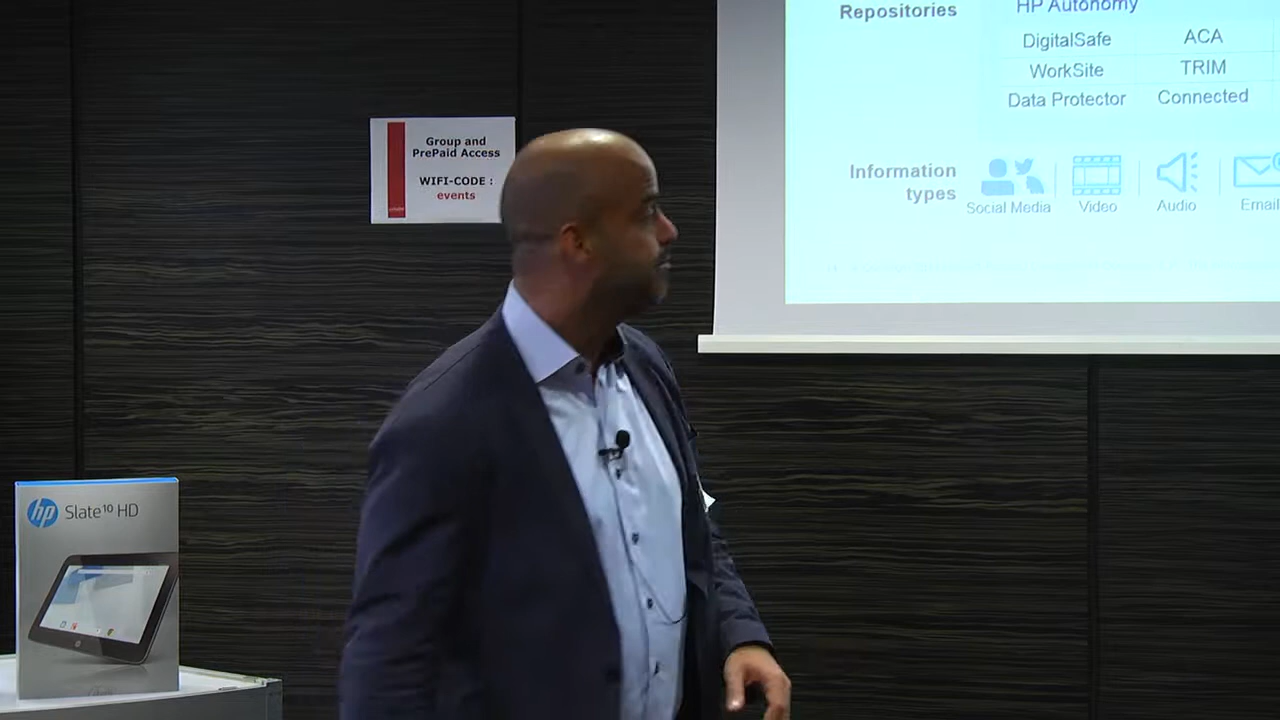 Repositories
HP Autonomy
DigitalSafe
ACA
WorkSite
TRIM
Data Protector
Connected
Information
types
Social Media
Video
Audio
Email
Group and
PrePaid Access
WIFI-CODE :
events
hp
Slate10 HD